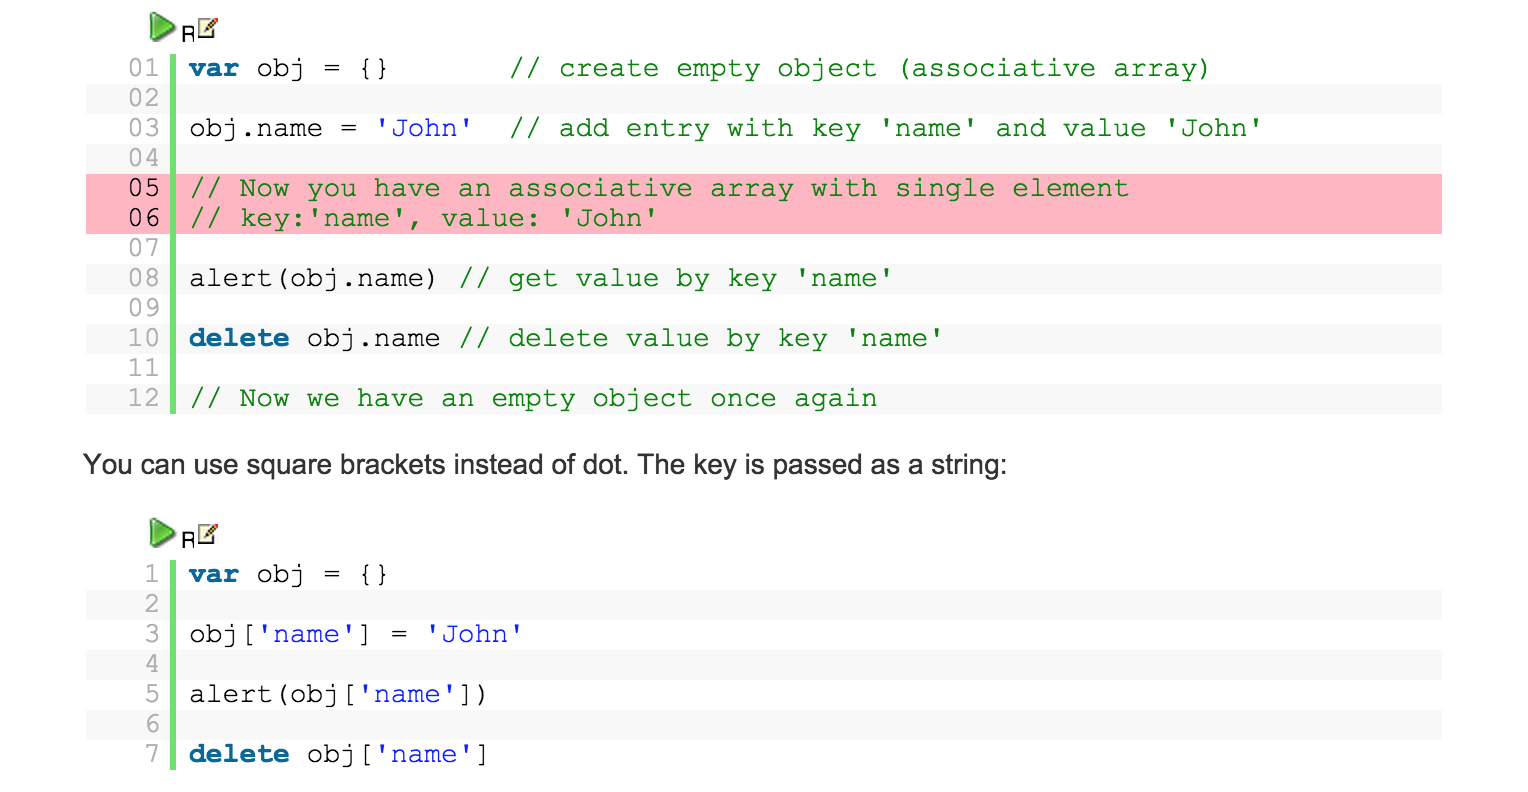 R
01 var obj = {} // create empty object (associative array)
02
03 obj.name = 'John' // add entry with key 'name' and value 'John'
04
05 // Now you have an associative array with single element
06 // key:'name', value: 'John'
07
08 alert(obj.name) // get value by key 'name'
09
10 delete obj.name // delete value by key 'name'
11
12 // Now we have an empty object once again
You can use square brackets instead of dot. The key is passed as a string:
R
1 var obj = {}
2
3 obj['name'] = 'John'
4
5 alert(obj['name'])
6
7 delete obj['name']